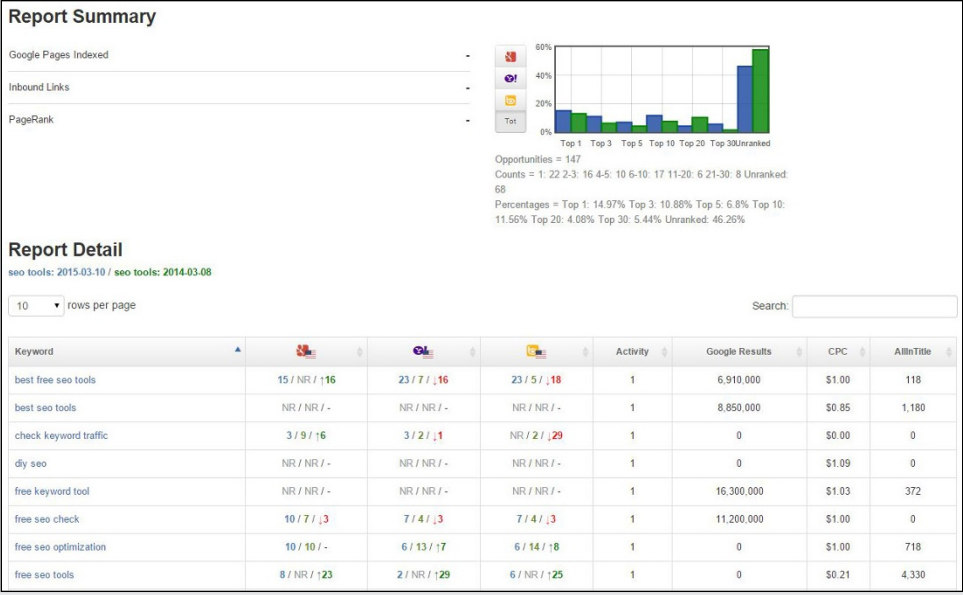 Report Summary
Google Pages Indexed -
Inbound Links -
PageRank -
Tot
60%
40%
20%
0%
Top 1 Top 3 Top 5 Top 10 Top 20 Top 30Unranked
Opportunities = 147
Counts = 1: 22 2-3: 16 4-5: 10 6-10: 17 11-20: 6 21-30: 8 Unranked:
68
Percentages = Top 1: 14.97% Top 3: 10.88% Top 5: 6.8% Top 10:
11.56% Top 20: 4.08% Top 30: 5.44% Unranked: 46.26%
Report Detail
seo tools: 2015-03-10 / seo tools: 2014-03-08
10 rows per page Search:
Keyword Activity Google Results CPC AllInTitle
best free seo tools 15 / NR / ↑16 23 / 7 / ↓16 23 / 5 / ↓18 1 6,910,000 $1.00 118
best seo tools NR / NR / - NR / NR / - NR / NR / - 1 8,850,000 $0.85 1,180
check keyword traffic 3 / 9 / ↑6 3 / 2 / ↓1 NR / 2 / ↓29 1 0 $0.00 0
diy seo NR / NR / - NR / NR / - NR / NR / - 1 0 $1.09 0
free keyword tool NR / NR / - NR / NR / - NR / NR / - 1 16,300,000 $1.03 372
free seo check 10 / 7 / ↓3 7 / 4 / ↓3 7 / 4 / ↓3 1 11,200,000 $1.00 0
free seo optimization 10 / 10 / - 6 / 13 / ↑7 6 / 14 / ↑8 1 0 $1.00 718
free seo tools 8 / NR / ↑23 2 / NR / ↑29 6 / NR / ↑25 1 0 $0.21 4,330